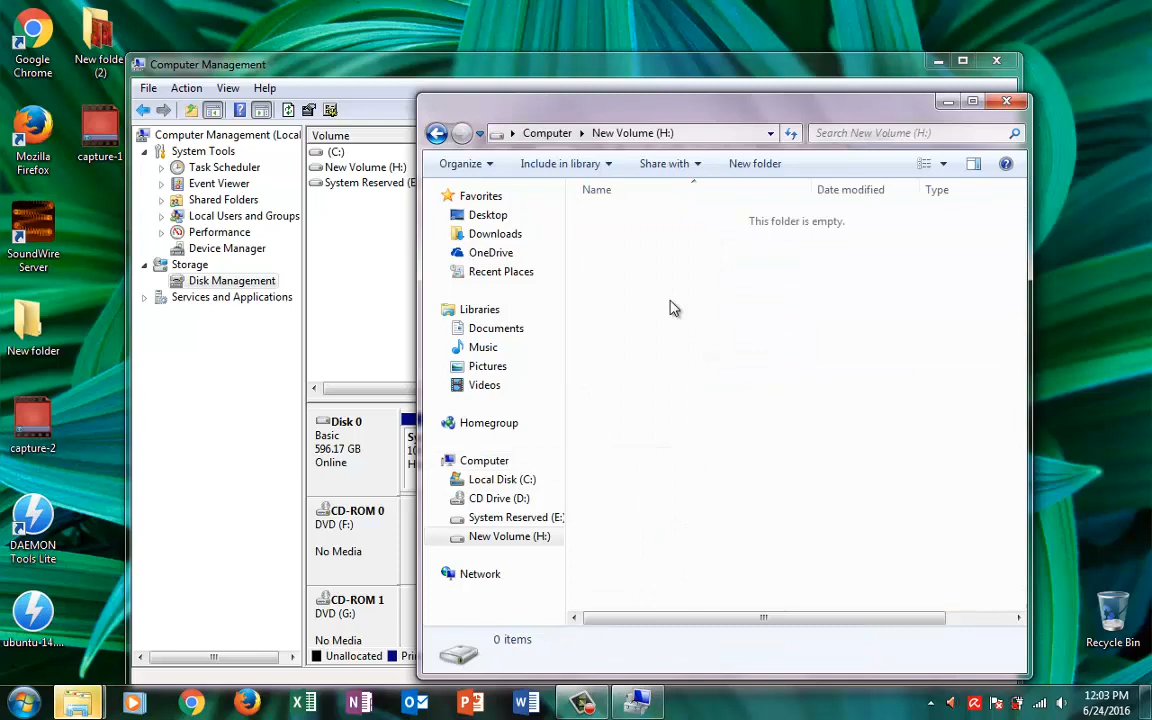 Google
Chrome
New folde
(2)
Mozilla
Firefox
capture-1
SoundWire
Server
New folder
capture-2
DAEMON
Tools Lite
ubuntu-14....
Computer Management
File Action View Help
Computer Management (Local
System Tools
Task Scheduler
Event Viewer
Shared Folders
Local Users and Groups
Performance
Device Manager
Storage
Disk Management
Services and Applications
Volume
(C:)
New Volume (H:)
System Reserved (E
Disk 0
Basic
596.17 GB
Online
Sy
10
H
CD-ROM 0
DVD (F:)
No Media
CD-ROM 1
DVD (G:)
No Media
Unallocated Pri
Computer New Volume (H:)
Search New Volume (H:)
Organize Include in library Share with New folder
Favorites
Desktop
Downloads
OneDrive
Recent Places
Libraries
Documents
Music
Pictures
Videos
Homegroup
Computer
Local Disk (C:)
CD Drive (D:)
System Reserved (E:)
New Volume (H:)
Network
Name Date modified Type
This folder is empty.
0 items
Recycle Bin
12:03 PM
6/24/2016